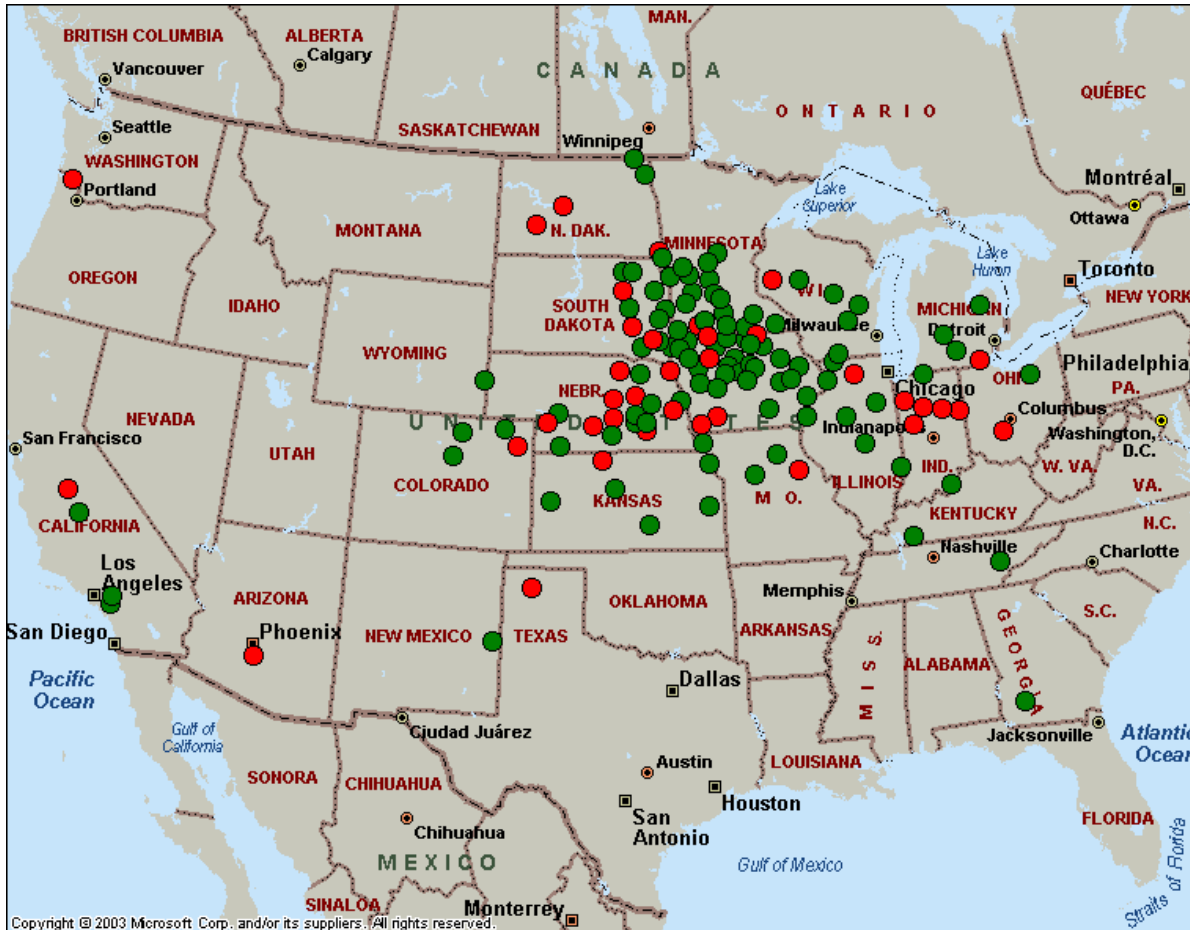 MAN.
BRITISH COLUMBIA
ALBERTA
Calgary
Vancouver
CANADA
QUÉBEC
ONTARIO
SASKATCHEWAN
Seattle
Winnipeg
WASHINGTON
Montréal
Portland
Lake
Superior
Ottawa
MONTANA
N. DAK.
MINNESOTA
Lake
Huron
Toronto
OREGON
IDAHO
SOUTH
DAKOTA
WI
MICHIGAN
NEW YORK
Milwaukee
Detroit
WYOMING
Philadelphia
Chicago
PA.
NEBR.
NEVADA
UNITED STATES
Columbus
San Francisco
Indianapolis
Washington,
D.C.
UTAH
COLORADO
IND.
W. VA.
ILLINOIS
VA.
KANSAS
MO.
CALIFORNIA
KENTUCKY
N.C.
Nashville
Charlotte
Los
Angeles
ARIZONA
OKLAHOMA
Memphis
S.C.
San Diego
Phoenix
NEW MEXICO
TEXAS
ARKANSAS
MISS.
ALABAMA
GEORGIA
Pacific
Ocean
Dallas
Gulf of
California
Ciudad Juárez
Jacksonville
Atlantic
Ocean
Austin
LOUISIANA
SONORA
CHIHUAHUA
Houston
San
Antonio
Chihuahua
FLORIDA
MEXICO
Gulf of Mexico
Straits
of Florida
SINALOA
Monterrey
Copyright © 2003 Microsoft Corp. and/or its suppliers. All rights reserved.